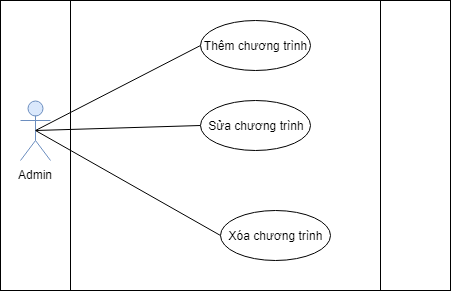 Thêm chương trình
Sửa chương trình
Admin
Xóa chương trình